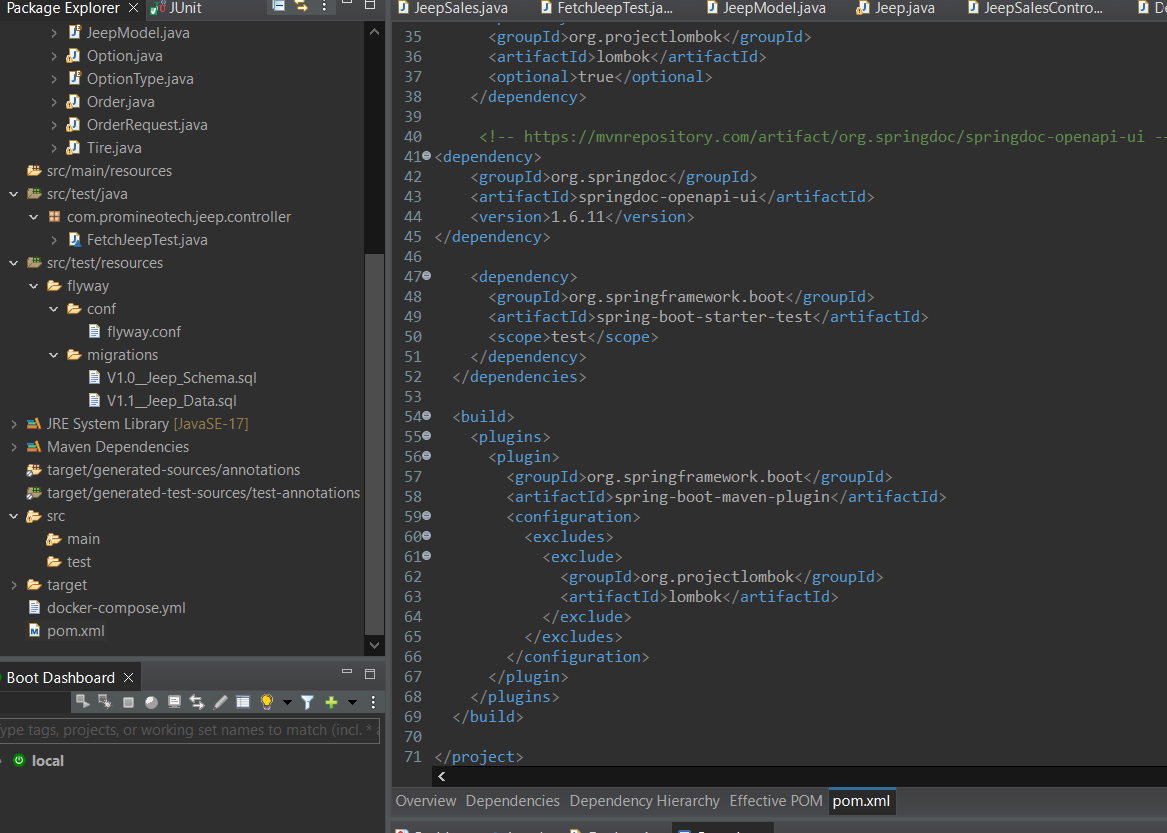 Package Explorer
JUnit
JeepModel.java
Option.java
OptionType.java
Order.java
OrderRequest.java
Tire.java
src/main/resources
src/test/java
com.promineotech.jeep.controller
FetchJeepTest.java
src/test/resources
flyway
conf
flyway.conf
migrations
V1.0__Jeep_Schema.sql
V1.1__Jeep_Data.sql
JRE System Library [JavaSE-17]
Maven Dependencies
target/generated-sources/annotations
target/generated-test-sources/test-annotations
src
main
test
target
docker-compose.yml
pom.xml
Boot Dashboard
type tags, projects, or working set names to match (incl. *
local
JeepSales.java
FetchJeepTest.ja...
JeepModel.java
Jeep.java
JeepSalesContro...
35 <groupId>org.projectlombok</groupId>
36 <artifactId>lombok</artifactId>
37 <optional>true</optional>
38 </dependency>
39
40 <!-- https://mvnrepository.com/artifact/org.springdoc/springdoc-openapi-ui -
41 <dependency>
42 <groupId>org.springdoc</groupId>
43 <artifactId>springdoc-openapi-ui</artifactId>
44 <version>1.6.11</version>
45 </dependency>
46
47 <dependency>
48 <groupId>org.springframework.boot</groupId>
49 <artifactId>spring-boot-starter-test</artifactId>
50 <scope>test</scope>
51 </dependency>
52 </dependencies>
53
54 <build>
55 <plugins>
56 <plugin>
57 <groupId>org.springframework.boot</groupId>
58 <artifactId>spring-boot-maven-plugin</artifactId>
59 <configuration>
60 <excludes>
61 <exclude>
62 <groupId>org.projectlombok</groupId>
63 <artifactId>lombok</artifactId>
64 </exclude>
65 </excludes>
66 </configuration>
67 </plugin>
68 </plugins>
69 </build>
70
71 </project>
Overview Dependencies Dependency Hierarchy Effective POM pom.xml